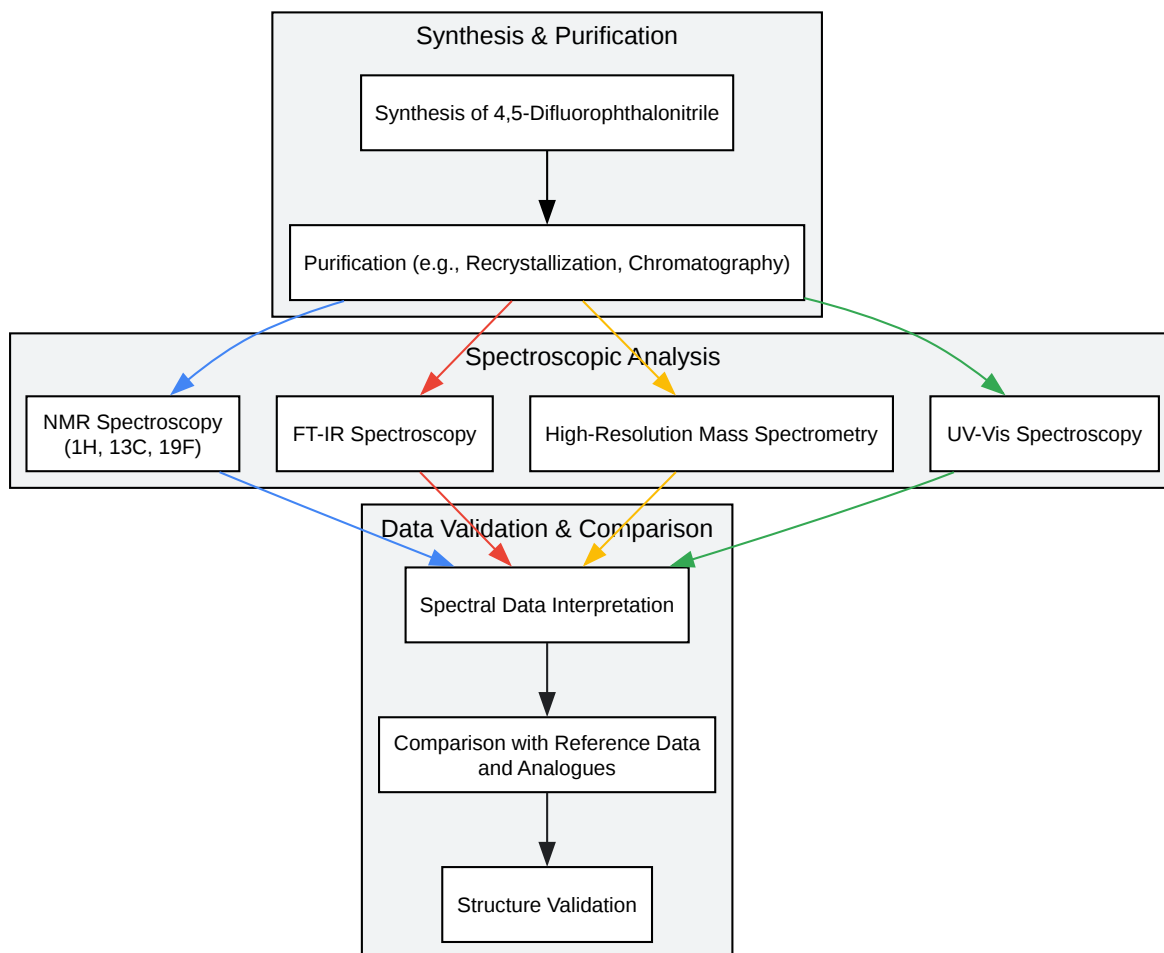 Synthesis & Purification
Synthesis of 4,5-Difluorophthalonitrile
Purification (e.g., Recrystallization, Chromatography)
Spectroscopic Analysis
NMR Spectroscopy
(1H, 13C, 19F)
FT-IR Spectroscopy
High-Resolution Mass Spectrometry
UV-Vis Spectroscopy
Data Validation & Comparison
Spectral Data Interpretation
Comparison with Reference Data
and Analogues
Structure Validation